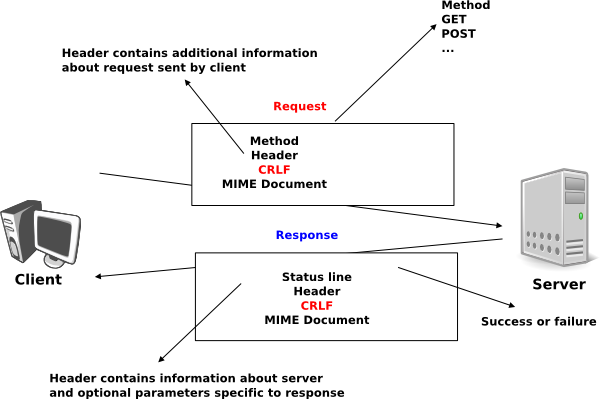 Method
GET
POST
...
Header contains additional information
about request sent by client
Request
Method
Header
CRLF
MIME Document
Response
Client
Server
Status line
Header
CRLF
MIME Document
Success or failure
Header contains information about server
and optional parameters specific to response